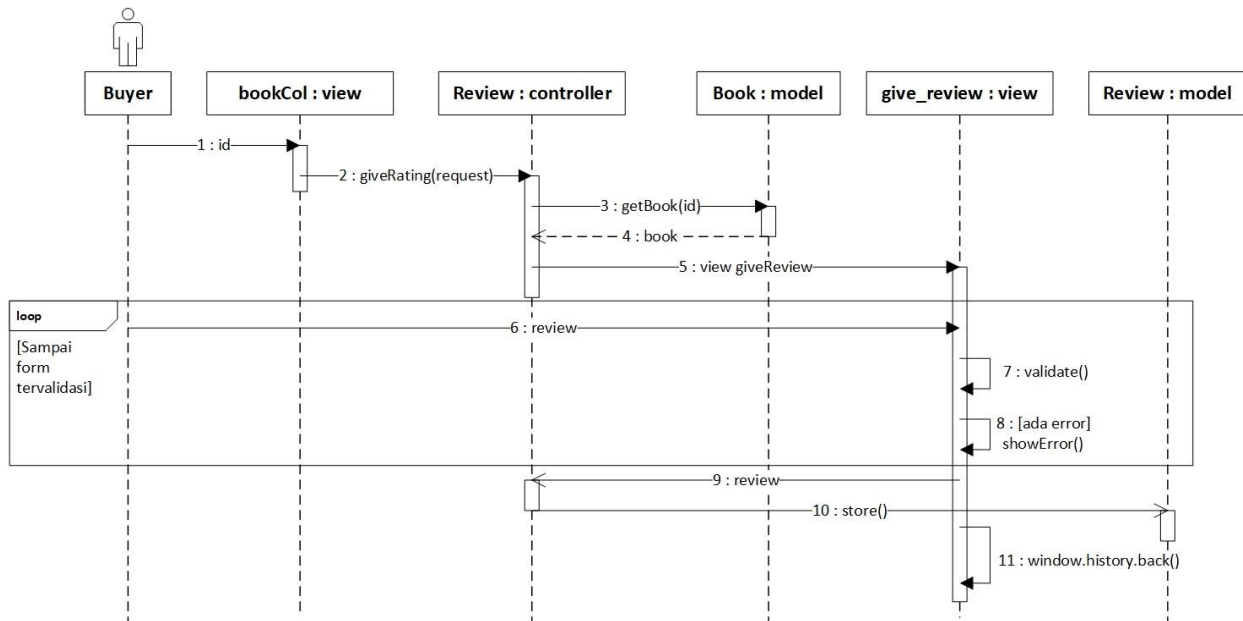 Buyer
bookCol : view
Review : controller
Book : model
give_review : view
Review : model
1 : id
2 : giveRating(request)
3 : getBook(id)
4 : book
5 : view giveReview
loop
[Sampai
form
tervalidasi]
6 : review
7 : validate()
8 : [ada error]
showError()
9 : review
10 : store()
11 : window.history.back()